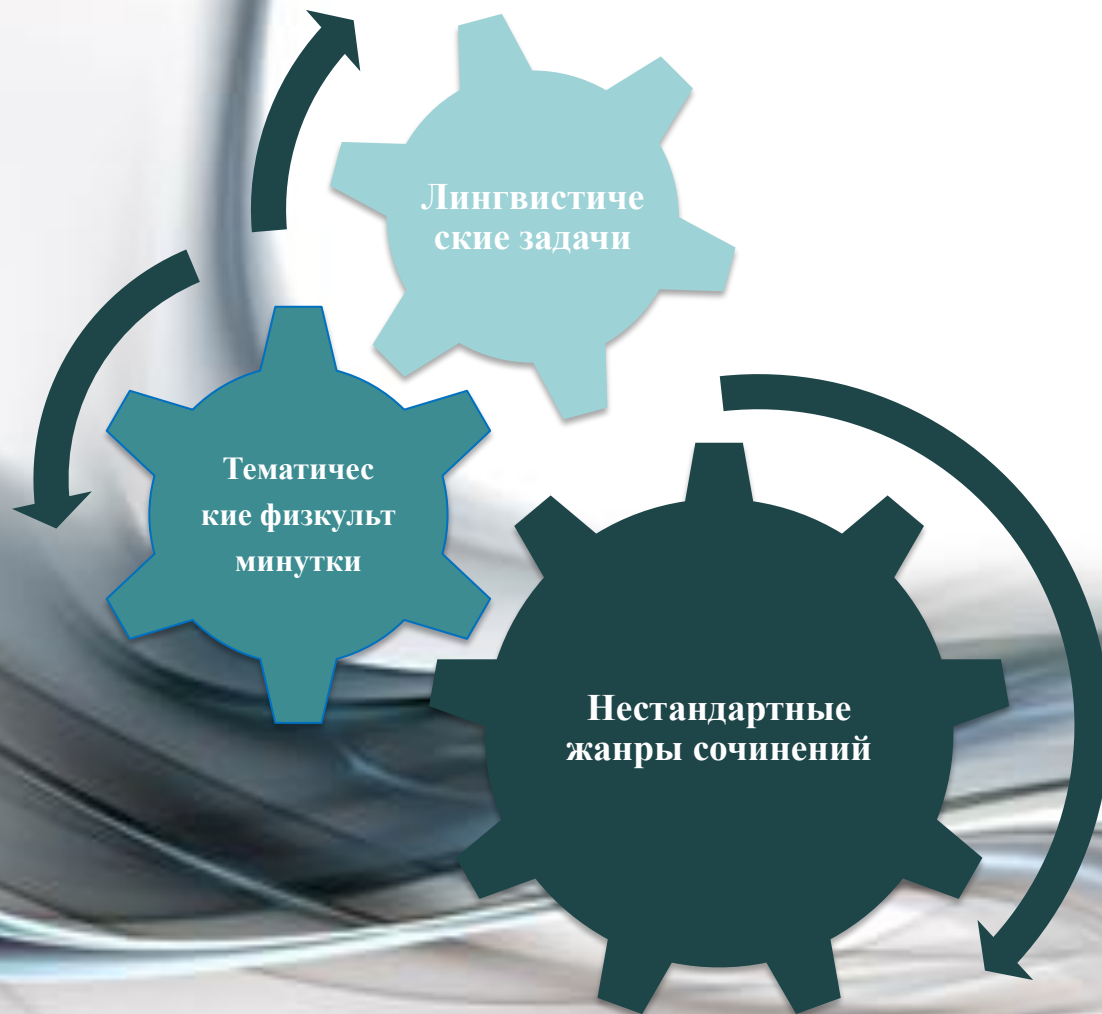 Лингвистиче
ские задачи
Тематичес
кие физкульт
минутки
Нестандартные
жанры сочинений